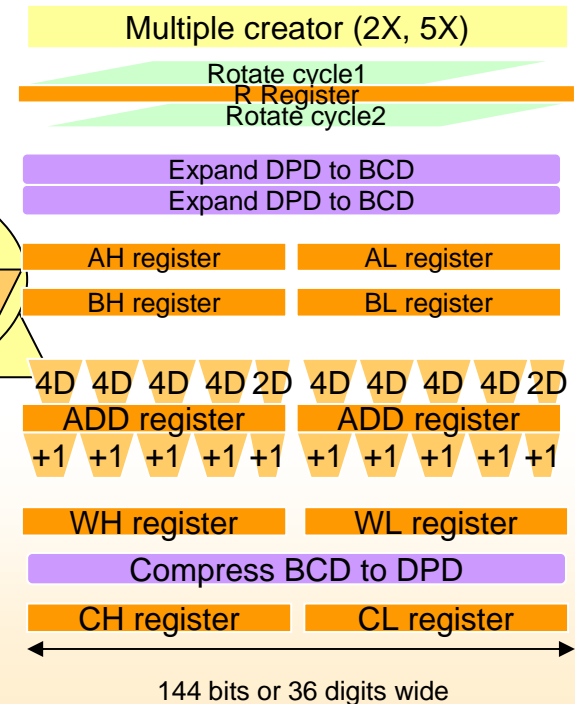 Multiple creator (2X, 5X)
Rotate cycle1
R Register
Rotate cycle2
Expand DPD to BCD
Expand DPD to BCD
AH register AL register
BH register BL register
4D 4D 4D 4D 2D 4D 4D 4D 4D 2D
ADD register ADD register
+1 +1 +1 +1 +1 +1 +1 +1 +1 +1
WH register WL register
Compress BCD to DPD
CH register CL register
144 bits or 36 digits wide